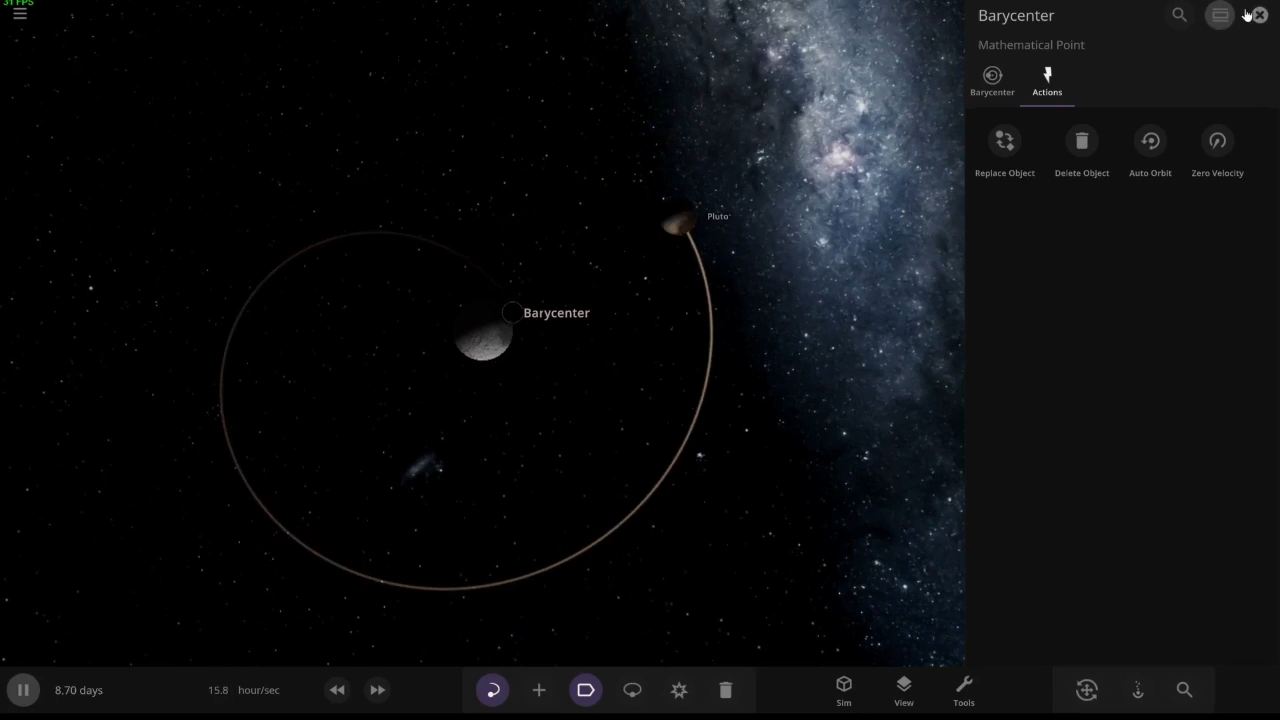 31 FPS
Barycenter
Mathematical Point
Barycenter
Actions
Replace Object
Delete Object
Auto Orbit
Zero Velocity
Pluto
Barycenter
8.70 days
15.8 hour/sec
Sim
View
Tools